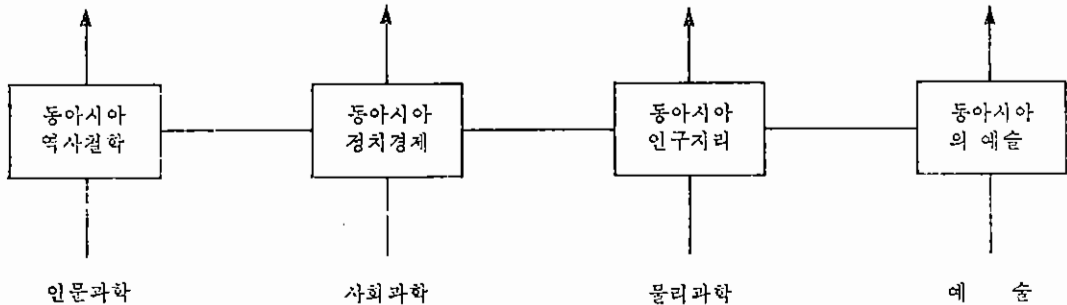 동아시아
역사철학
동아시아
정치경제
동아시아
인구지리
동아시아
의 예술
인문과학
사회과학
물리과학
예 술